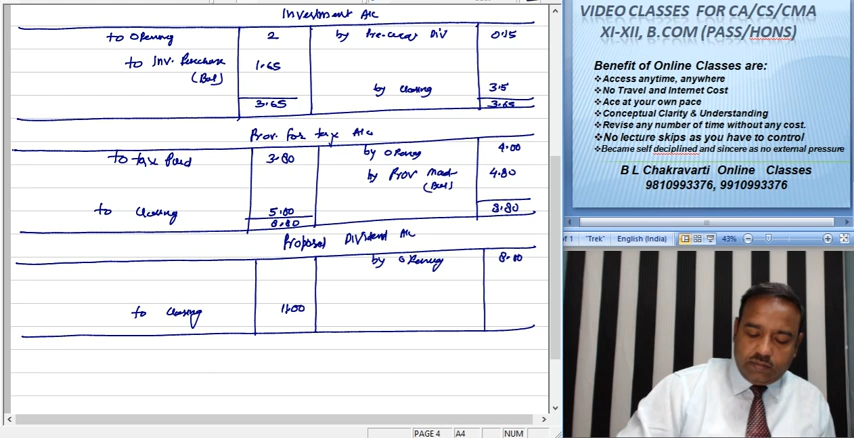 Investment A/c
to Opening 2 by Pre-acqr Div 0.15
to Inv. Purchase 1.65
(Bal)
by Closing 3.5
3.65 3.65
Prov. for tax A/c
to tax Paid 3.80 by Opening 4.00
by Prov made 4.80
(Bal)
to Closing 5.00
8.80 8.80
Proposed Dividend A/c
by Opening 8.00
to Closing 11.00
PAGE 4 A4 NUM
VIDEO CLASSES FOR CA/CS/CMA
XI-XII, B.COM (PASS/HONS)
Benefit of Online Classes are:
❖Access anytime, anywhere
❖No Travel and Internet Cost
❖Ace at your own pace
❖Conceptual Clarity & Understanding
❖Revise any number of time without any cost.
❖No lecture skips as you have to control
❖Became self deciplined and sincere as no external pressure
B L Chakravarti Online Classes
9810993376, 9910993376
of 1 "Trek" English (India) 43%